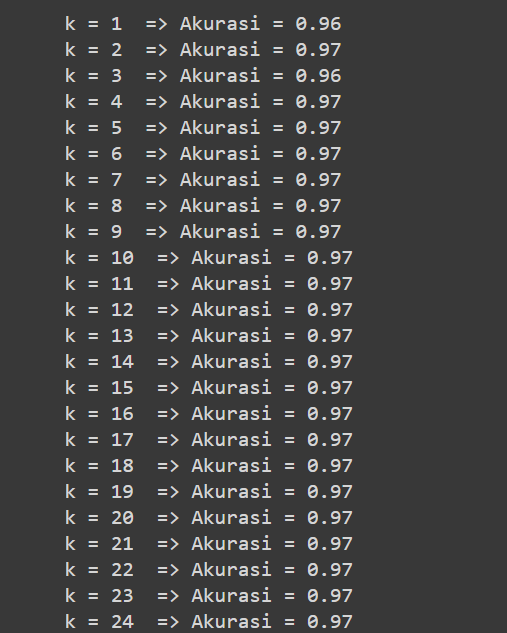 k = 1  => Akurasi = 0.96
k = 2  => Akurasi = 0.97
k = 3  => Akurasi = 0.96
k = 4  => Akurasi = 0.97
k = 5  => Akurasi = 0.97
k = 6  => Akurasi = 0.97
k = 7  => Akurasi = 0.97
k = 8  => Akurasi = 0.97
k = 9  => Akurasi = 0.97
k = 10  => Akurasi = 0.97
k = 11  => Akurasi = 0.97
k = 12  => Akurasi = 0.97
k = 13  => Akurasi = 0.97
k = 14  => Akurasi = 0.97
k = 15  => Akurasi = 0.97
k = 16  => Akurasi = 0.97
k = 17  => Akurasi = 0.97
k = 18  => Akurasi = 0.97
k = 19  => Akurasi = 0.97
k = 20  => Akurasi = 0.97
k = 21  => Akurasi = 0.97
k = 22  => Akurasi = 0.97
k = 23  => Akurasi = 0.97
k = 24  => Akurasi = 0.97